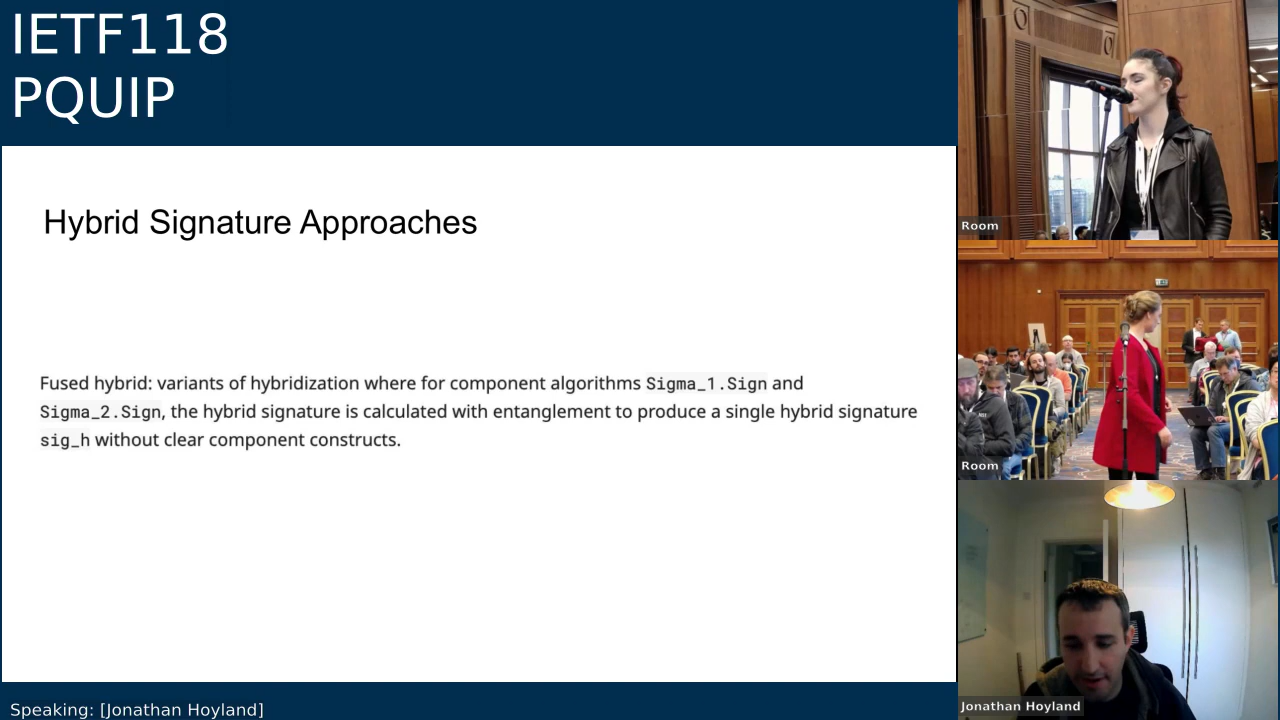 IETF118
PQUIP
Hybrid Signature Approaches
Fused hybrid: variants of hybridization where for component algorithms Sigma_1.Sign and
Sigma_2.Sign, the hybrid signature is calculated with entanglement to produce a single hybrid signature
sig_h without clear component constructs.
Speaking: [Jonathan Hoyland]
Room
Room
Jonathan Hoyland